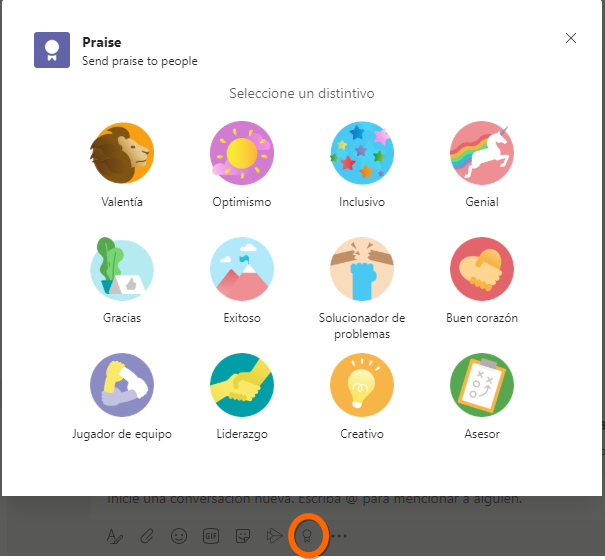 Praise
Send praise to people
Seleccione un distintivo
Valentía
Optimismo
Inclusivo
Genial
Gracias
Exitoso
Solucionador de
problemas
Buen corazón
Jugador de equipo
Liderazgo
Creativo
Asesor
Inicie una conversación nueva. Escriba @ para mencionar a alguien.
GIF